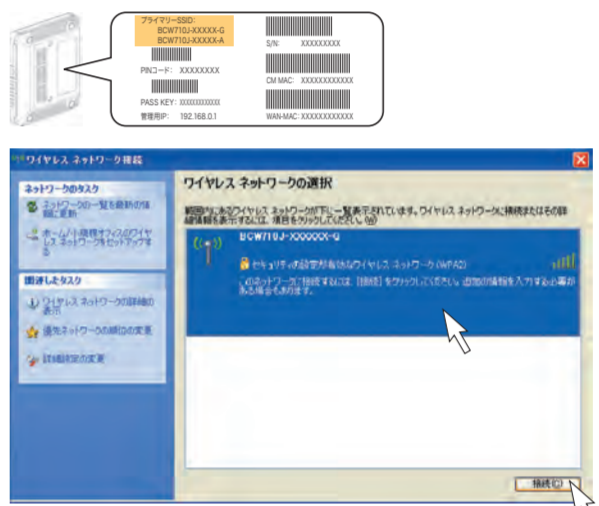 プライマリーSSID:
BCW710J-XXXXX-G
BCW710J-XXXXX-A
PINコード: XXXXXXXX
PASS KEY: XXXXXXXXXXXXX
管理用IP: 192.168.0.1
S/N: XXXXXXXXX
CM MAC: XXXXXXXXXXXX
WAN-MAC: XXXXXXXXXXXX
ワイヤレス ネットワーク接続
ネットワークのタスク
ネットワークの一覧を最新の情
報に更新
ホーム/小規模オフィスのワイヤ
レス ネットワークをセットアップす
る
関連したタスク
ワイヤレス ネットワークの詳細の
表示
優先ネットワークの順位の変更
詳細設定の変更
ワイヤレス ネットワークの選択
範囲内にあるワイヤレス ネットワークが下に一覧表示されています。ワイヤレス ネットワークに接続またはその詳
細情報を表示するには、項目をクリックしてください。(W)
BCW710J-XXXXXX-G
セキュリティの設定が有効なワイヤレス ネットワーク (WPA2)
このネットワークに接続するには、[接続] をクリックしてください。追加の情報を入力する必要が
ある場合もあります。
接続(C)